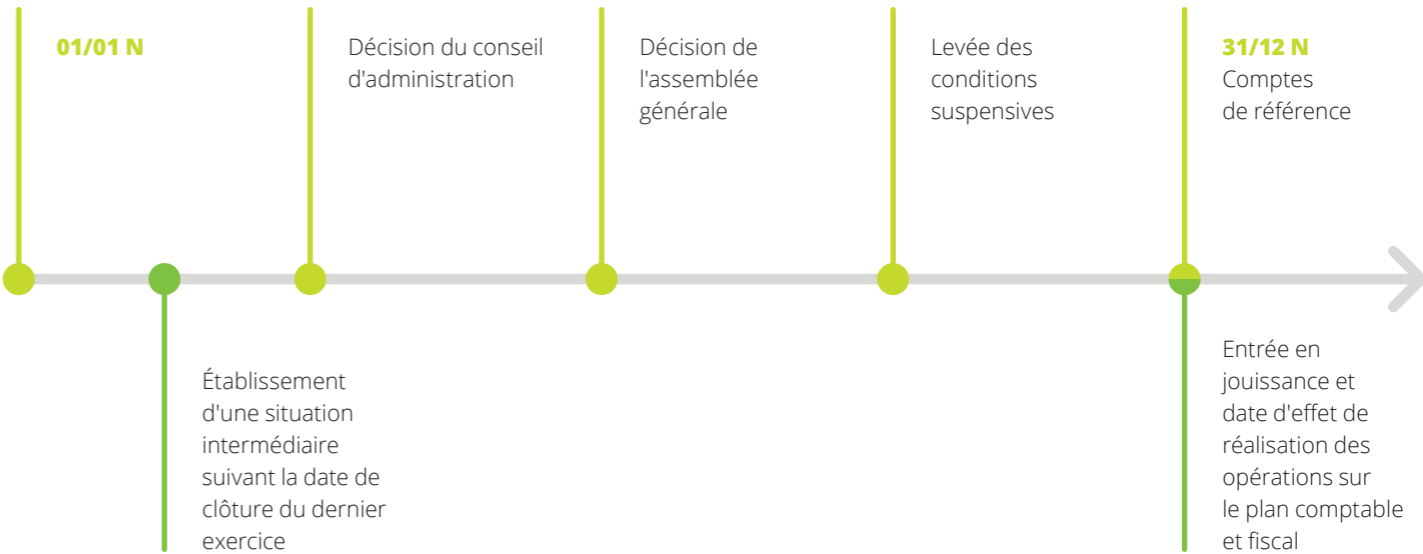 01/01 N
Décision du conseil
d'administration
Décision de
l'assemblée
générale
Levée des
conditions
suspensives
31/12 N
Comptes
de référence
Établissement
d'une situation
intermédiaire
suivant la date de
clôture du dernier
exercice
Entrée en
jouissance et
date d'effet de
réalisation des
opérations sur
le plan comptable
et fiscal